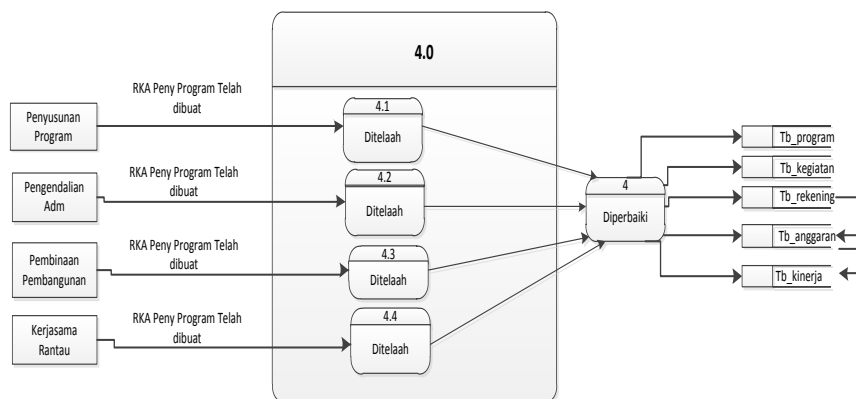 4.0
RKA Peny Program Telah
dibuat
Penyusunan
Program
4.1
Ditelaah
Tb_program
Tb_kegiatan
RKA Peny Program Telah
dibuat
Pengendalian
Adm
4.2
Ditelaah
4
Diperbaiki
Tb_rekening
Tb_anggaran
RKA Peny Program Telah
dibuat
Pembinaan
Pembangunan
4.3
Ditelaah
Tb_kinerja
RKA Peny Program Telah
dibuat
Kerjasama
Rantau
4.4
Ditelaah